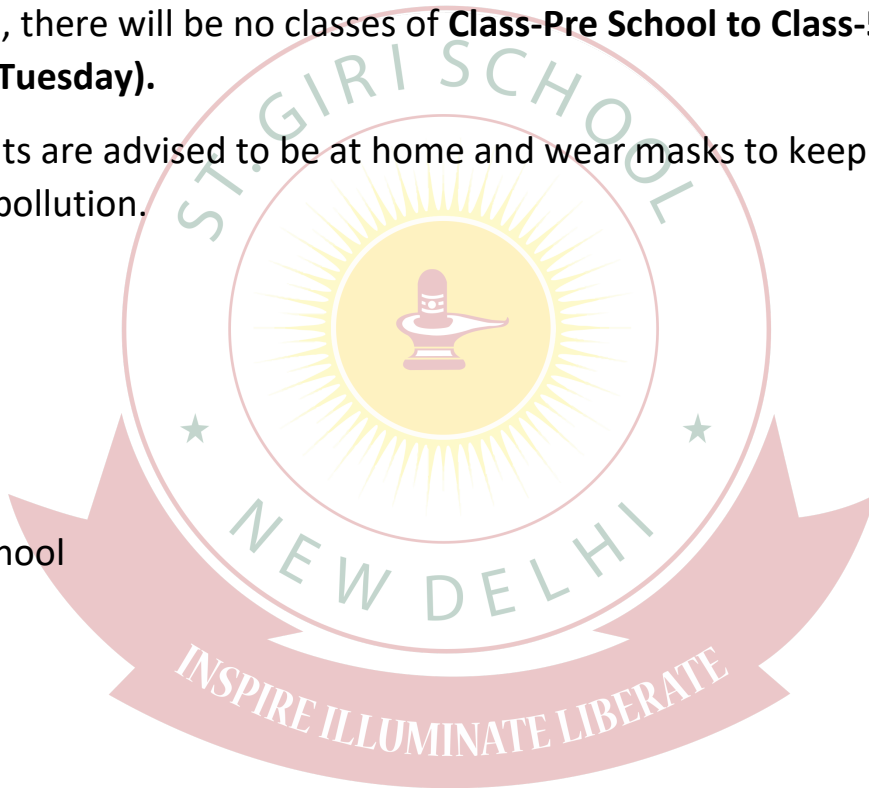 , there will be no classes of Class-Pre School to Class-5
Tuesday).
ts are advised to be at home and wear masks to keep
pollution.
hool
ST. GIRI SCHOOL
NEW DELHI
INSPIRE ILLUMINATE LIBERATE